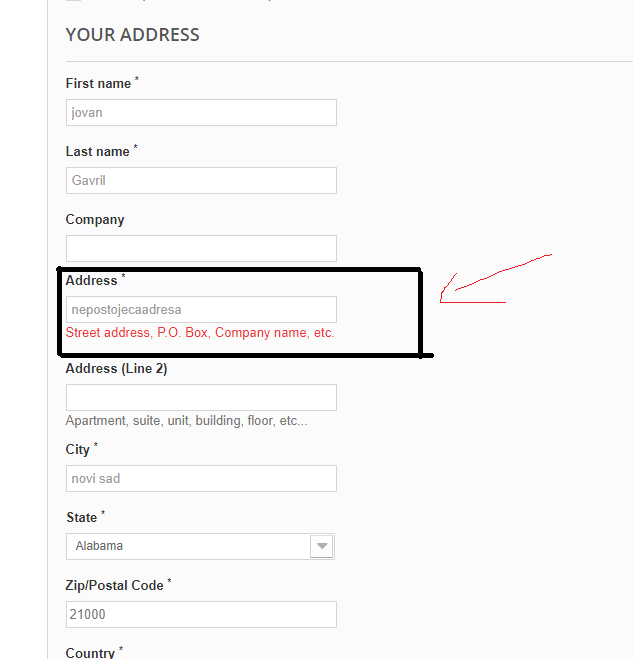 YOUR ADDRESS
First name *
jovan
Last name *
Gavril
Company
Address *
nepostojecaadresa
Street address, P.O. Box, Company name, etc.
Address (Line 2)
Apartment, suite, unit, building, floor, etc...
City *
novi sad
State *
Alabama
Zip/Postal Code *
21000
Country *